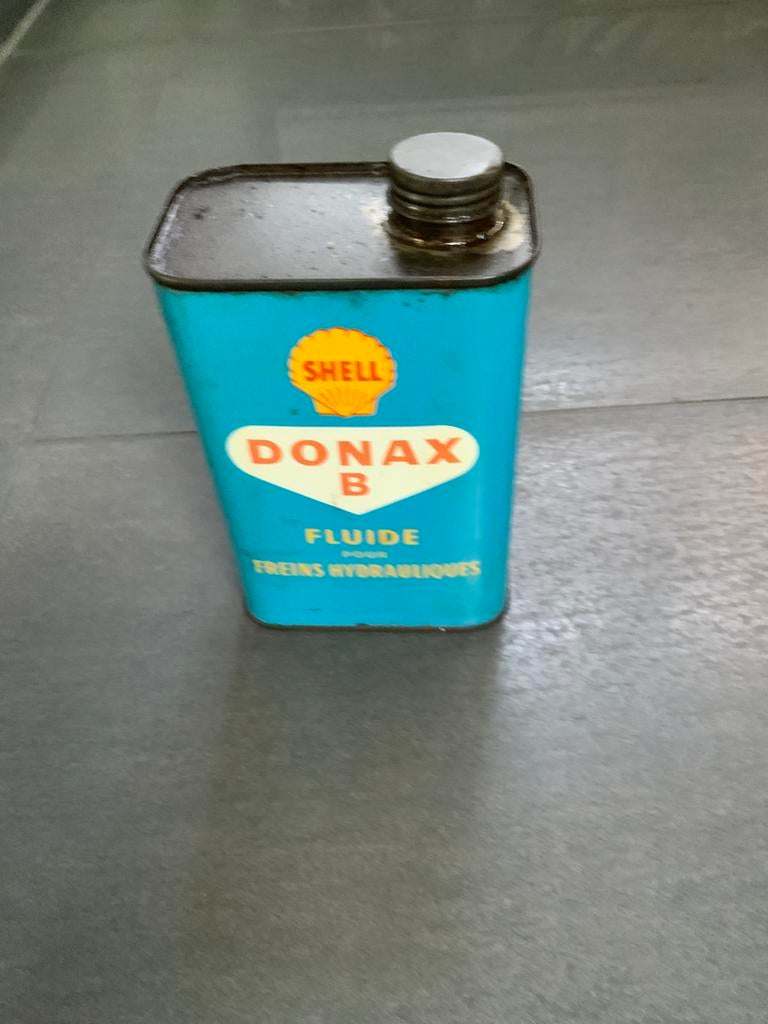 SHELL
DONAX
B
FLUIDE
POUR
FREINS HYDRAULIQUES